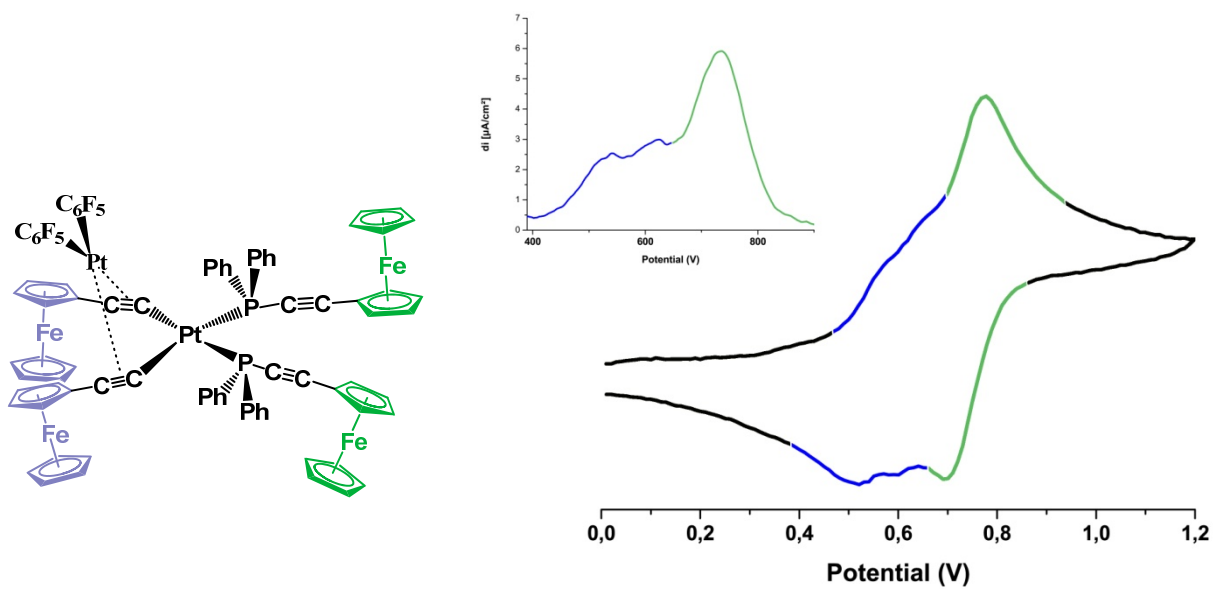 C6F5
C6F5
Pt
Fe
Fe
C≡C
C≡C
Pt
Ph
Ph
P
C≡C
Fe
P
Ph
Ph
C≡C
Fe
7
6
5
4
3
2
1
0
di [µA/cm²]
400
600
800
Potential (V)
0,0
0,2
0,4
0,6
0,8
1,0
1,2
Potential (V)